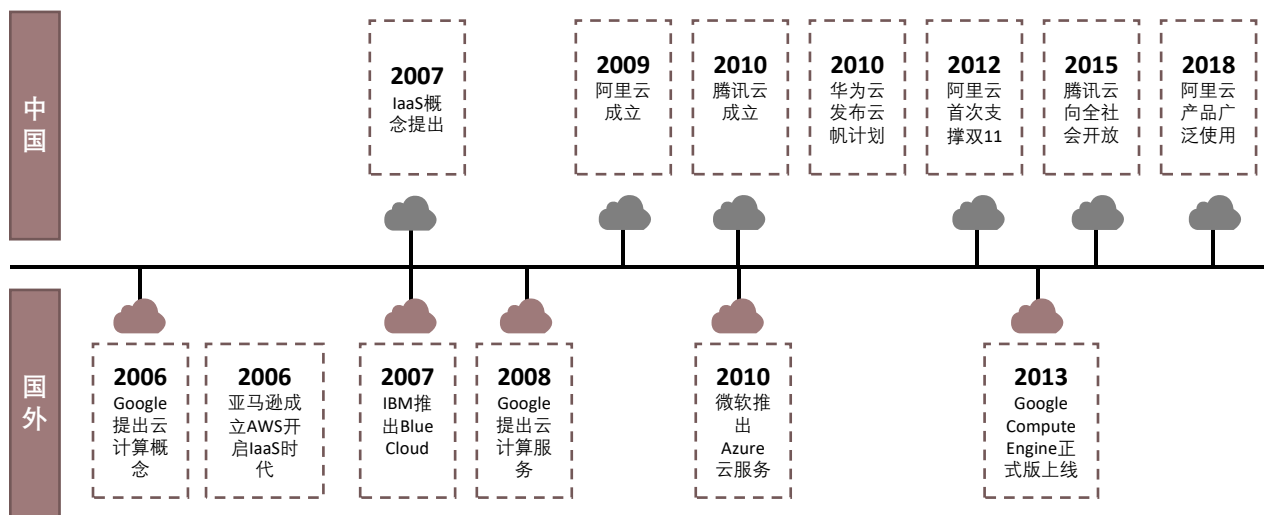 中
国
2007
IaaS概
念提出
2009
阿里云
成立
2010
腾讯云
成立
2010
华为云
发布云
帆计划
2012
阿里云
首次支
撑双11
2015
腾讯云
向全社
会开放
2018
阿里云
产品广
泛使用
国
外
2006
Google
提出云
计算概
念
2006
亚马逊成
立AWS开
启IaaS时
代
2007
IBM推
出Blue
Cloud
2008
Google
提出云
计算服
务
2010
微软推
出
Azure
云服务
2013
Google
Compute
Engine正
式版上线